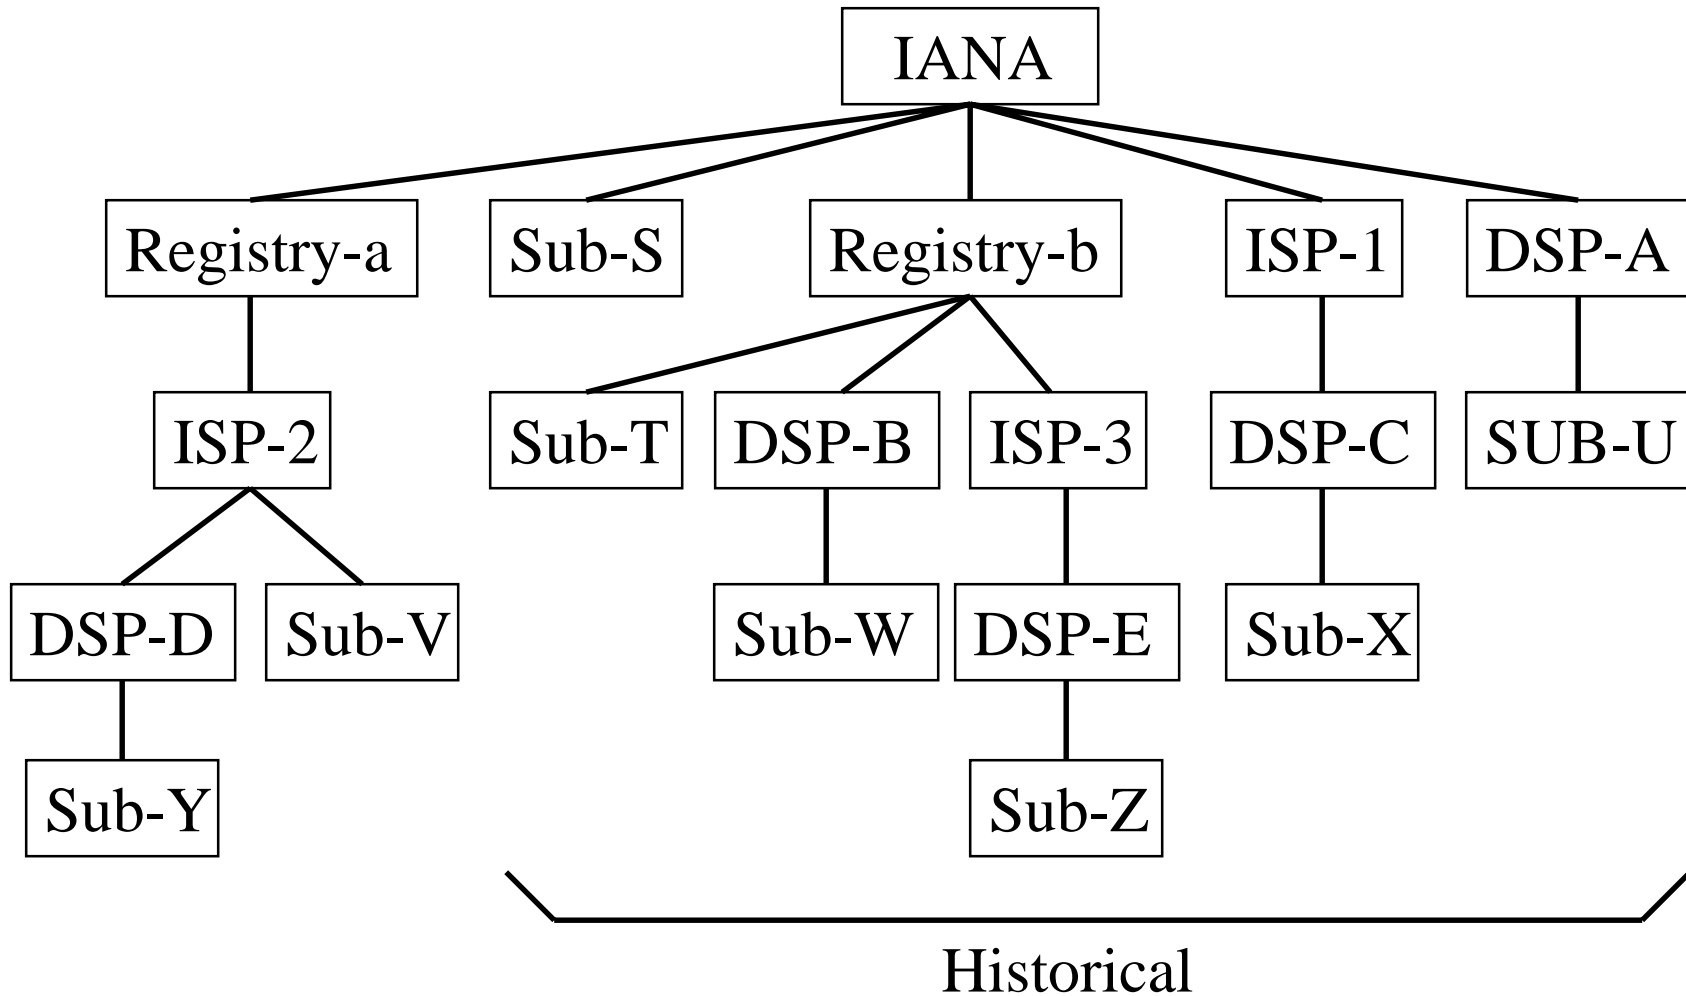 IANA
Registry-a
Sub-S
Registry-b
ISP-1
DSP-A
ISP-2
Sub-T
DSP-B
ISP-3
DSP-C
SUB-U
DSP-D
Sub-V
Sub-W
DSP-E
Sub-X
Sub-Y
Sub-Z
Historical